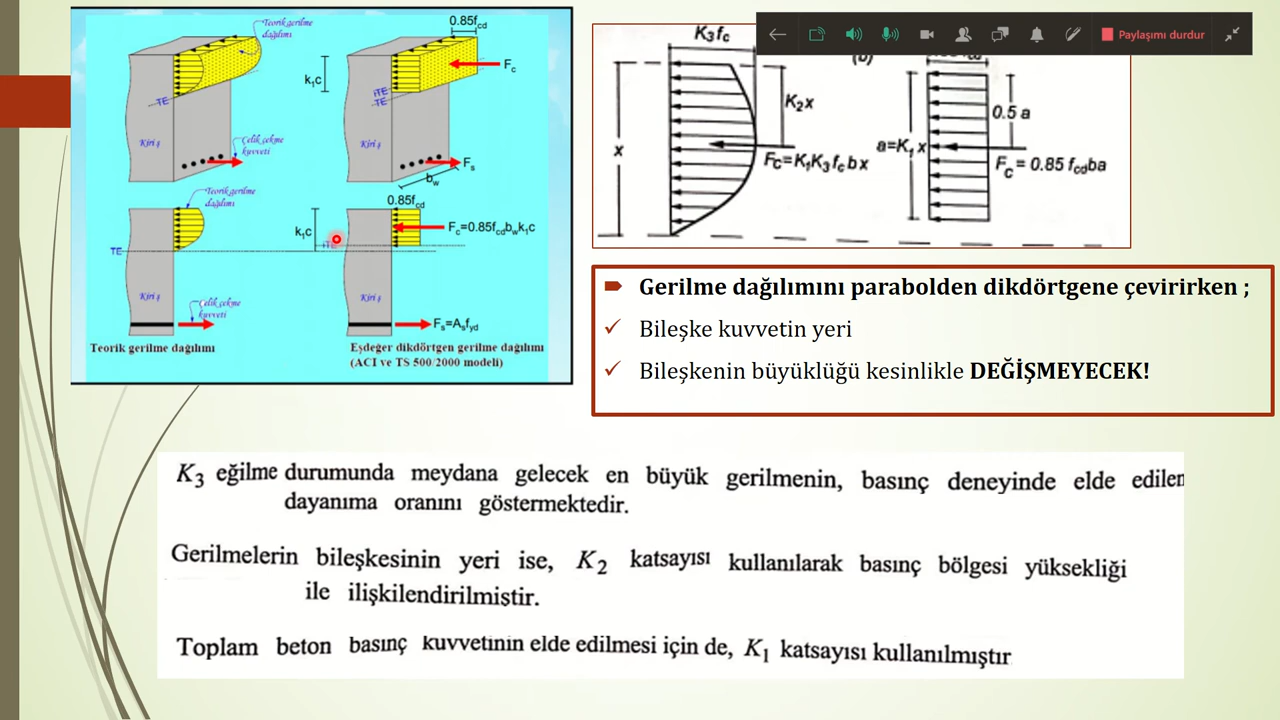 Teorik gerilme
dağılımı
TE
Kiriş
Çelik çekme
kuvveti
0.85fcd
Fc
k1c
iTE
TE
Kiriş
Fs
bw
Teorik gerilme
dağılımı
TE
Kiriş
Çelik çekme
kuvveti
Teorik gerilme dağılımı
0.85fcd
k1c
Fc=0.85fcdbwk1c
Kiriş
Fs=Asfyd
Eşdeğer dikdörtgen gerilme dağılımı
(ACI ve TS 500/2000 modeli)
K3fc
x
K2x
Fc=K1K3fcbx
a=K1x
0.5 a
Fc=0.85 fcdba
Paylaşımı durdur
Gerilme dağılımını parabolden dikdörtgene çevirirken ;
✓ Bileşke kuvvetin yeri
✓ Bileşkenin büyüklüğü kesinlikle DEĞİŞMEYECEK!
K3 eğilme durumunda meydana gelecek en büyük gerilmenin, basınç deneyinde elde edilen
dayanıma oranını göstermektedir.
Gerilmelerin bileşkesinin yeri ise, K2 katsayısı kullanılarak basınç bölgesi yüksekliği
ile ilişkilendirilmiştir.
Toplam beton basınç kuvvetinin elde edilmesi için de, K1 katsayısı kullanılmıştır